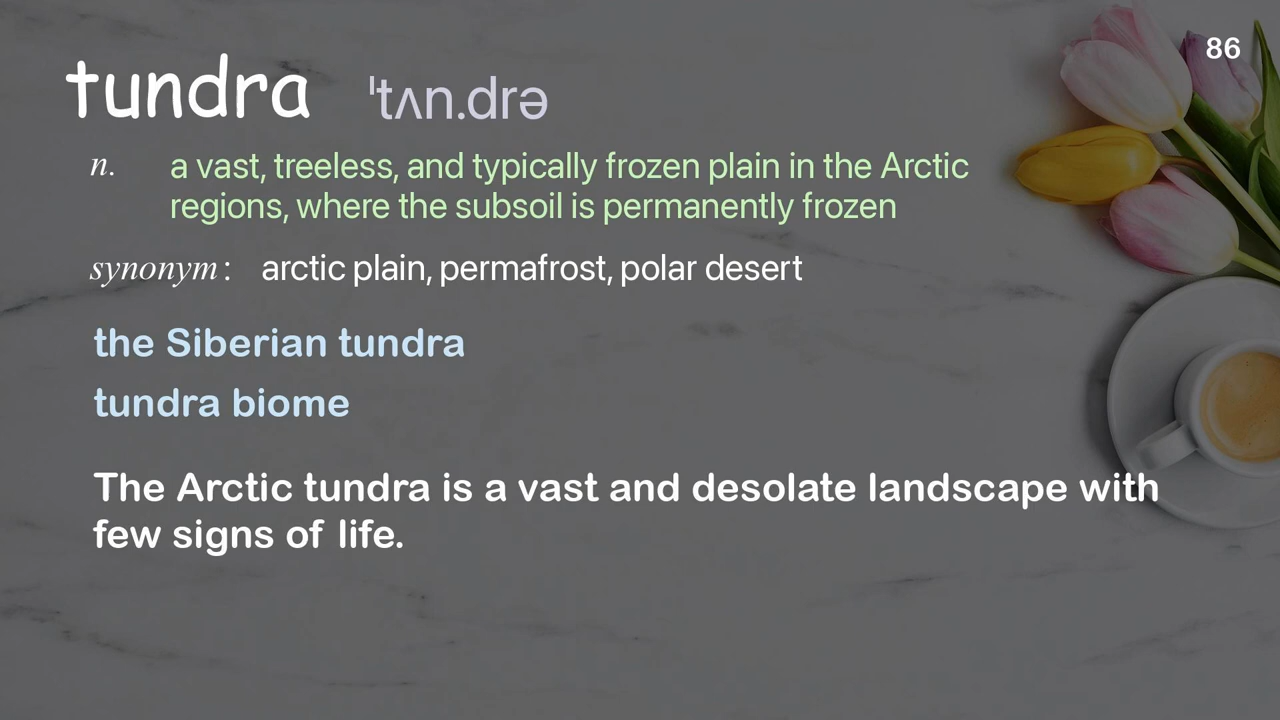 86
tundra ˈtʌn.drə
n. a vast, treeless, and typically frozen plain in the Arctic
regions, where the subsoil is permanently frozen
synonym: arctic plain, permafrost, polar desert
the Siberian tundra
tundra biome
The Arctic tundra is a vast and desolate landscape with
few signs of life.